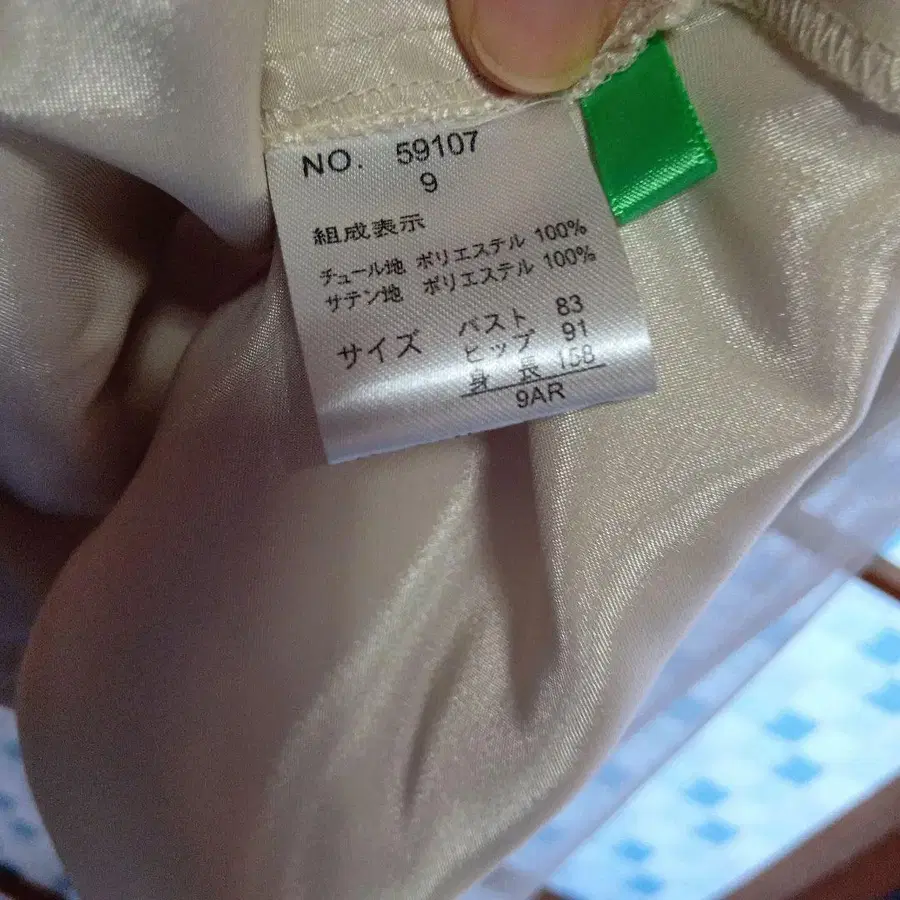 NO. 59107
9
組成表示
チュール地 ポリエステル 100%
サテン地 ポリエステル 100%
サイズ バスト 83
ヒップ 91
身長 158
9AR